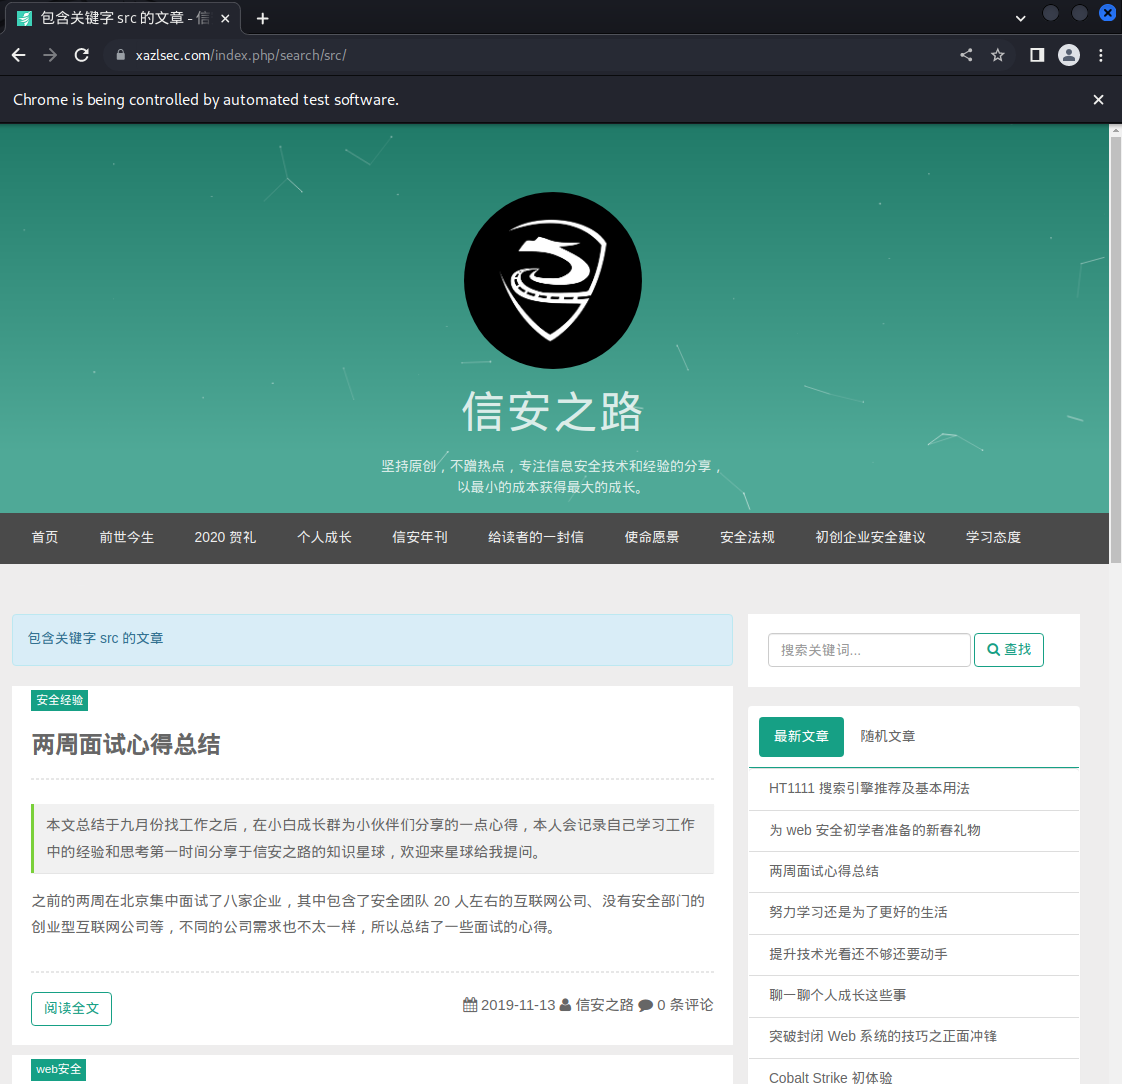 包含关键字 src 的文章 - 信
xazlsec.com/index.php/search/src/
Chrome is being controlled by automated test software.
信安之路
坚持原创，不蹭热点，专注信息安全技术和经验的分享，
以最小的成本获得最大的成长。
首页 前世今生 2020 贺礼 个人成长 信安年刊 给读者的一封信 使命愿景 安全法规 初创企业安全建议 学习态度
包含关键字 src 的文章
安全经验
两周面试心得总结
本文总结于九月份找工作之后，在小白成长群为小伙伴们分享的一点心得，本人会记录自己学习工作
中的经验和思考第一时间分享于信安之路的知识星球，欢迎来星球给我提问。
之前的两周在北京集中面试了八家企业，其中包含了安全团队 20 人左右的互联网公司、没有安全部门的
创业型互联网公司等，不同的公司需求也不太一样，所以总结了一些面试的心得。
阅读全文
2019-11-13 信安之路 0 条评论
web安全
搜索关键词...
查找
最新文章 随机文章
HT1111 搜索引擎推荐及基本用法
为 web 安全初学者准备的新春礼物
两周面试心得总结
努力学习还是为了更好的生活
提升技术光看还不够还要动手
聊一聊个人成长这些事
突破封闭 Web 系统的技巧之正面冲锋
Cobalt Strike 初体验